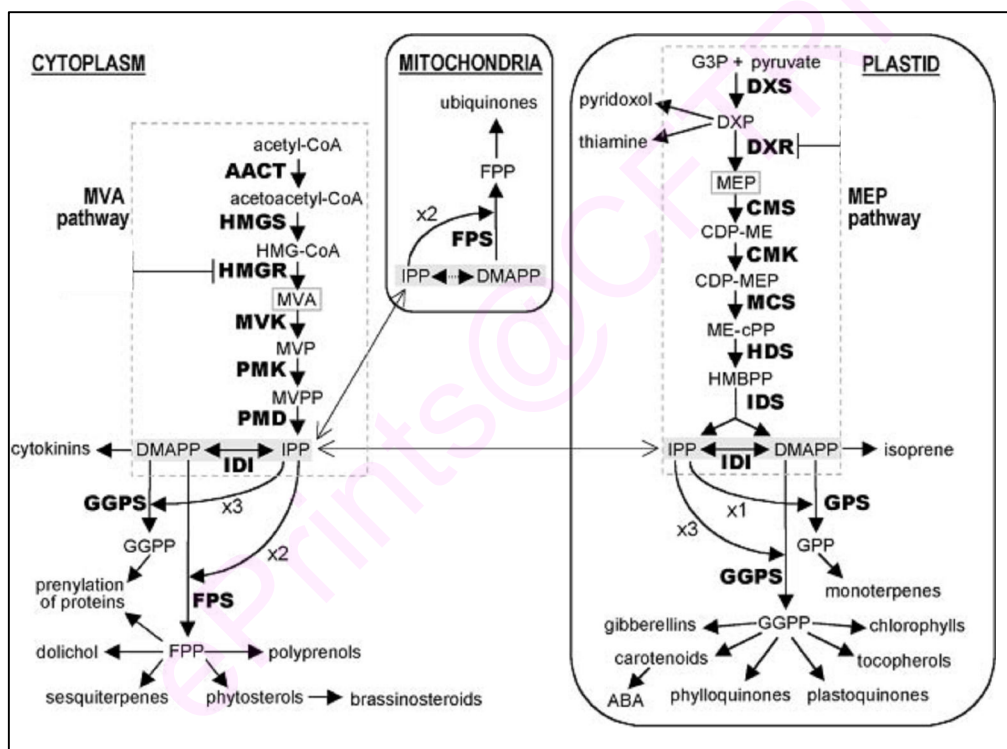 CYTOPLASM
MVA
pathway
acetyl-CoA
AACT
acetoacetyl-CoA
HMGS
HMG-CoA
HMGR
MVA
MVK
MVP
PMK
MVPP
PMD
cytokinins
DMAPP
IDI
IPP
GGPS
x3
GGPP
x2
prenylation
of proteins
FPS
dolichol
FPP
polyprenols
sesquiterpenes
phytosterols
brassinosteroids
MITOCHONDRIA
ubiquinones
FPP
x2
FPS
IPP
DMAPP
PLASTID
G3P + pyruvate
DXS
pyridoxol
DXP
thiamine
DXR
MEP
MEP
pathway
CMS
CDP-ME
CMK
CDP-MEP
MCS
ME-cPP
HDS
HMBPP
IDS
IPP
IDI
DMAPP
isoprene
x1
GPS
x3
GPP
GGPS
monoterpenes
gibberellins
GGPP
chlorophylls
carotenoids
tocopherols
ABA
phylloquinones
plastoquinones
ePrints@CFTRI